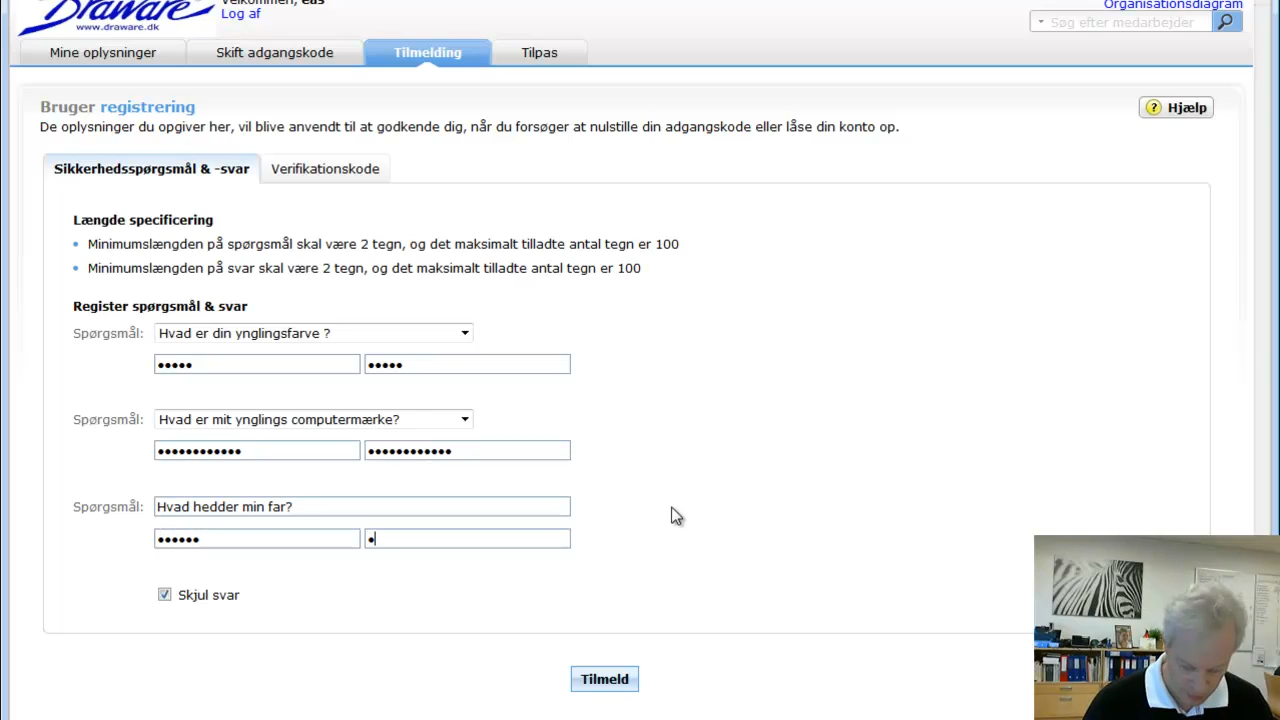 Draware
www.draware.dk
Velkommen, eas
Log af
Organisationsdiagram
Søg efter medarbejder
Mine oplysninger
Skift adgangskode
Tilmelding
Tilpas
Bruger registrering
? Hjælp
De oplysninger du opgiver her, vil blive anvendt til at godkende dig, når du forsøger at nulstille din adgangskode eller låse din konto op.
Sikkerhedsspørgsmål & -svar
Verifikationskode
Længde specificering
Minimumslængden på spørgsmål skal være 2 tegn, og det maksimalt tilladte antal tegn er 100
Minimumslængden på svar skal være 2 tegn, og det maksimalt tilladte antal tegn er 100
Register spørgsmål & svar
Spørgsmål: Hvad er din ynglingsfarve ?
••••• •••••
Spørgsmål: Hvad er mit ynglings computermærke?
•••••••••••• ••••••••••••
Spørgsmål: Hvad hedder min far?
•••••• •
Skjul svar
Tilmeld